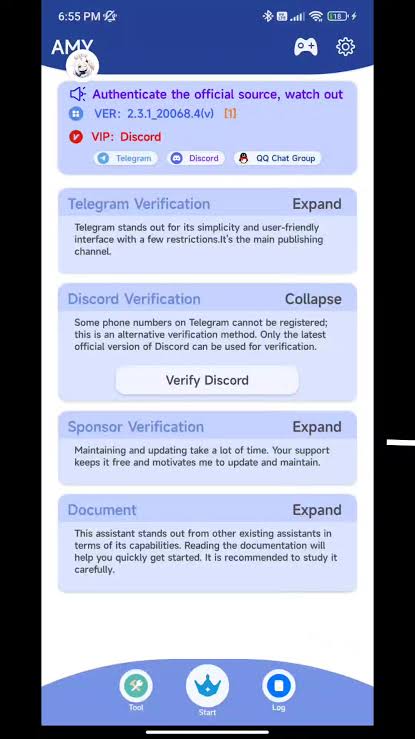 6:55 PM
18
AMY
Authenticate the official source, watch out
VER: 2.3.1_20068.4(v) [1]
VIP: Discord
Telegram Discord QQ Chat Group
Telegram Verification Expand
Telegram stands out for its simplicity and user-friendly
interface with a few restrictions.It's the main publishing
channel.
Discord Verification Collapse
Some phone numbers on Telegram cannot be registered;
this is an alternative verification method. Only the latest
official version of Discord can be used for verification.
Verify Discord
Sponsor Verification Expand
Maintaining and updating take a lot of time. Your support
keeps it free and motivates me to update and maintain.
Document Expand
This assistant stands out from other existing assistants in
terms of its capabilities. Reading the documentation will
help you quickly get started. It is recommended to study it
carefully.
Tool Start Log